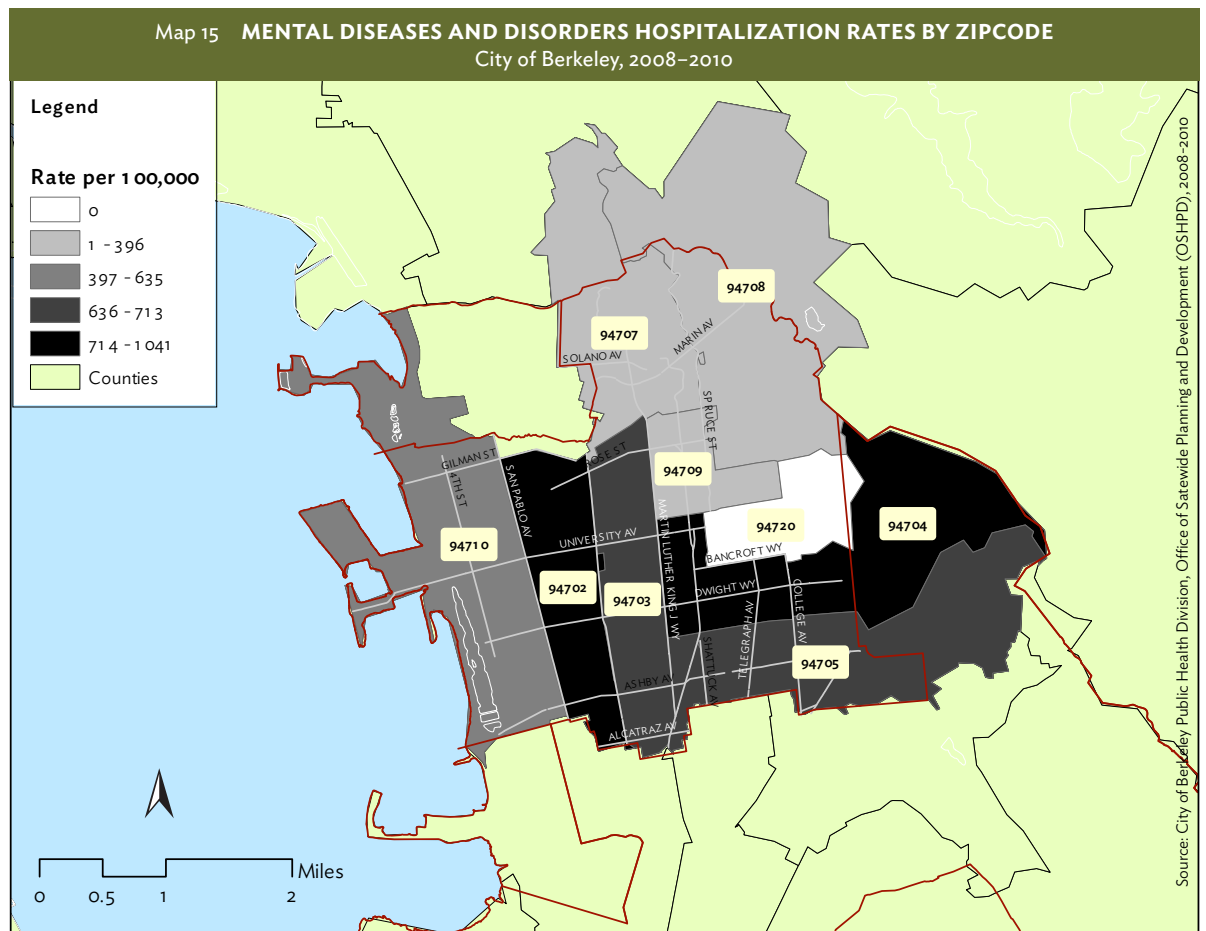 Map 15 MENTAL DISEASES AND DISORDERS HOSPITALIZATION RATES BY ZIPCODE
City of Berkeley, 2008–2010
Legend
Rate per 100,000
0
1 - 396
397 - 635
636 - 713
714 - 1041
Counties
94708
94707
MARIN AV
SOLANO AV
SPRUCE ST
ROSE ST
GILMAN ST
4TH ST
SAN PABLO AV
94709
94720
94704
94710
UNIVERSITY AV
MARTIN LUTHER KING J WY
BANCROFT WY
94702
94703
DWIGHT WY
COLLEGE AV
TELEGRAPH AV
SHATTUCK AV
94705
ASHBY AV
ALCATRAZ AV
Miles
0 0.5 1 2
Source: City of Berkeley Public Health Division, Office of Satewide Planning and Development (OSHPD), 2008-2010